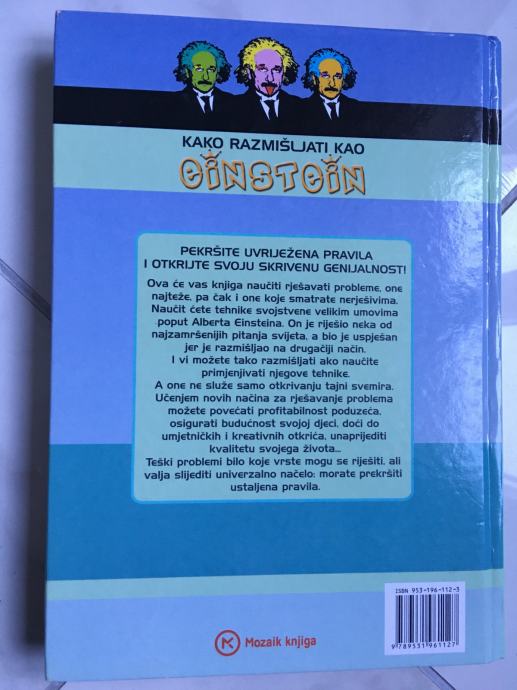 KAKO RAZMIŠLJATI KAO
EINSTEIN
PEKRŠITE UVRIJEŽENA PRAVILA
I OTKRIJTE SVOJU SKRIVENU GENIJALNOST!
Ova će vas knjiga naučiti rješavati probleme, one
najteže, pa čak i one koje smatrate nerješivima.
Naučit ćete tehnike svojstvene velikim umovima
poput Alberta Einsteina. On je riješio neka od
najzamršenijih pitanja svijeta, a bio je uspješan
jer je razmišljao na drugačiji način.
I vi možete tako razmišljati ako naučite
primjenjivati njegove tehnike.
A one ne služe samo otkrivanju tajni svemira.
Učenjem novih načina za rješavanje problema
možete povećati profitabilnost poduzeća,
osigurati budućnost svojoj djeci, doći do
umjetničkih i kreativnih otkrića, unaprijediti
kvalitetu svojega života...
Teški problemi bilo koje vrste mogu se riješiti, ali
valja slijediti univerzalno načelo: morate prekršiti
ustaljena pravila.
ISBN 953-196-112-3
9 789531 961127
Mozaik knjiga